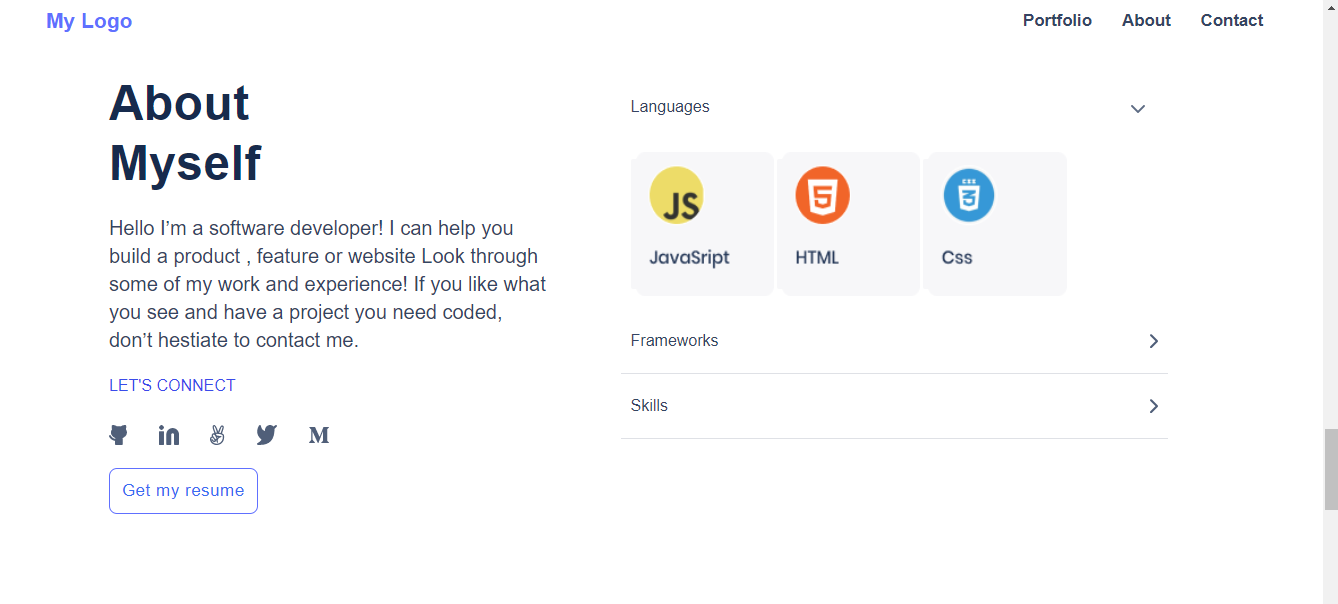 My Logo
Portfolio About Contact
About
Myself
Hello I’m a software developer! I can help you
build a product , feature or website Look through
some of my work and experience! If you like what
you see and have a project you need coded,
don’t hestiate to contact me.
LET'S CONNECT
in
M
Get my resume
Languages
JS
JavaSript
5
HTML
CSS
3
Css
Frameworks
Skills